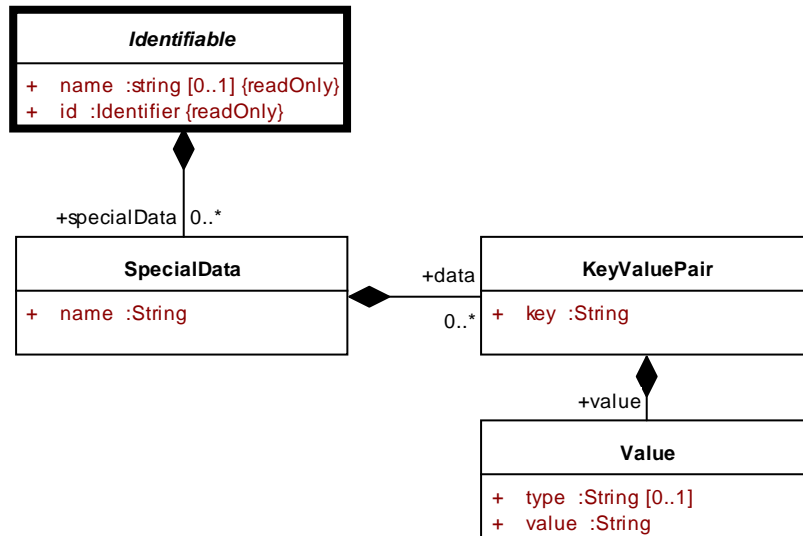 Identifiable
+ name :string [0..1] {readOnly}
+ id :Identifier {readOnly}
+specialData 0..*
SpecialData
+ name :String
+data
0..*
KeyValuePair
+ key :String
+value
Value
+ type :String [0..1]
+ value :String